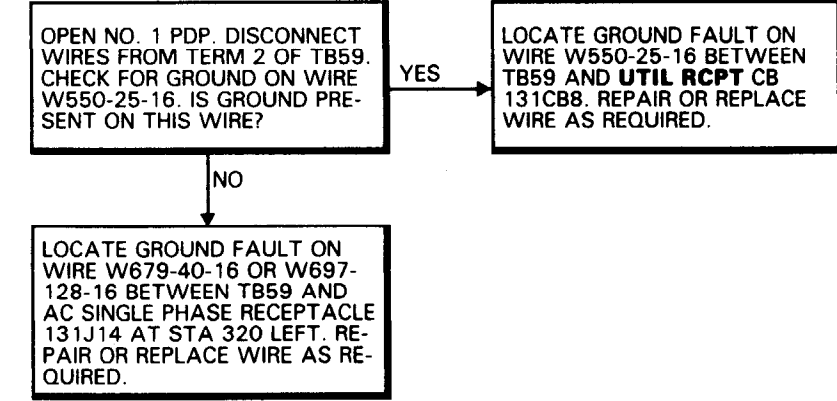 OPEN NO. 1 PDP. DISCONNECT
WIRES FROM TERM 2 OF TB59.
CHECK FOR GROUND ON WIRE
W550-25-16. IS GROUND PRE-
SENT ON THIS WIRE?
YES
LOCATE GROUND FAULT ON
WIRE W550-25-16 BETWEEN
TB59 AND UTIL RCPT CB
131CB8. REPAIR OR REPLACE
WIRE AS REQUIRED.
NO
LOCATE GROUND FAULT ON
WIRE W679-40-16 OR W697-
128-16 BETWEEN TB59 AND
AC SINGLE PHASE RECEPTACLE
131J14 AT STA 320 LEFT. RE-
PAIR OR REPLACE WIRE AS RE-
QUIRED.